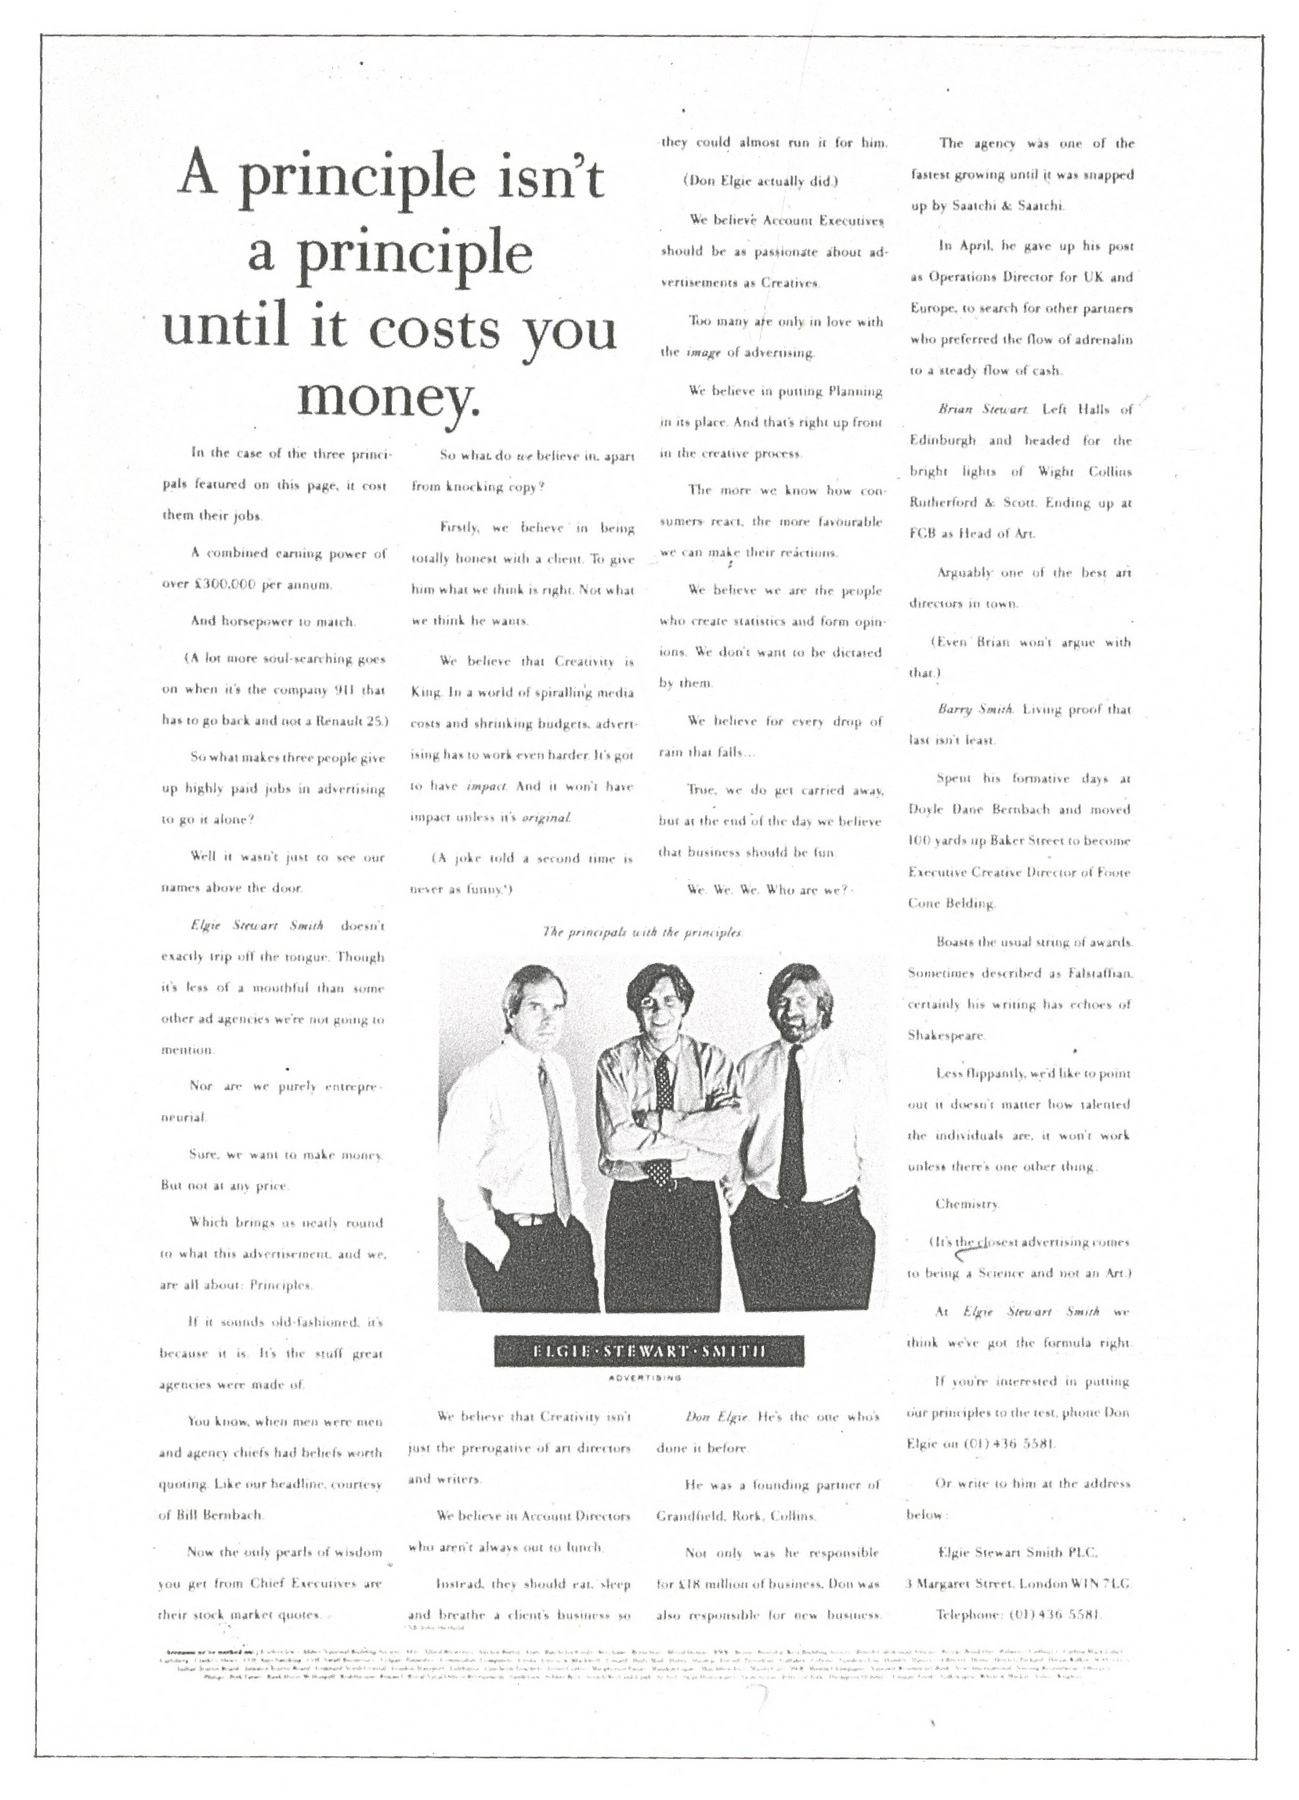 A principle isn't
a principle
until it costs you
money.
In the case of the three princi-
pals featured on this page, it cost
them their jobs.
A combined earning power of
over £300,000 per annum.
And horsepower to match.
(A lot more soul-searching goes
on when it's the company 911 that
has to go back and not a Renault 25.)
So what makes three people give
up highly paid jobs in advertising
to go it alone?
Well it wasn't just to see our
names above the door.
Elgie Stewart Smith doesn't
exactly trip off the tongue. Though
it's less of a mouthful than some
other ad agencies we're not going to
mention.
Nor are we purely entrepre-
neurial.
Sure, we want to make money.
But not at any price.
Which brings us neatly round
to what this advertisement, and we,
are all about: Principles.
If it sounds old-fashioned, it's
because it is. It's the stuff great
agencies were made of.
You know, when men were men
and agency chiefs had beliefs worth
quoting. Like our headline, courtesy
of Bill Bernbach.
Now the only pearls of wisdom
you get from Chief Executives are
their stock market quotes.
So what do we believe in, apart
from knocking copy?
Firstly, we believe in being
totally honest with a client. To give
him what we think is right. Not what
we think he wants.
We believe that Creativity is
King. In a world of spiralling media
costs and shrinking budgets, advert-
ising has to work even harder. It's got
to have impact. And it won't have
impact unless it's original.
(A joke told a second time is
never as funny.*)
The principals with the principles.
ELGIE·STEWART·SMITH
ADVERTISING
We believe that Creativity isn't
just the prerogative of art directors
and writers.
We believe in Account Directors
who aren't always out to lunch.
Instead, they should eat, sleep
and breathe a client's business so
they could almost run it for him.
(Don Elgie actually did.)
We believe Account Executives
should be as passionate about ad-
vertisements as Creatives.
Too many are only in love with
the image of advertising.
We believe in putting Planning
in its place. And that's right up front
in the creative process.
The more we know how con-
sumers react, the more favourable
we can make their reactions.
We believe we are the people
who create statistics and form opin-
ions. We don't want to be dictated
by them.
We believe for every drop of
rain that falls...
True, we do get carried away,
but at the end of the day we believe
that business should be fun.
We. We. We. Who are we?
Don Elgie. He's the one who's
done it before.
He was a founding partner of
Grandfield, Rork, Collins.
Not only was he responsible
for £18 million of business, Don was
also responsible for new business.
The agency was one of the
fastest growing until it was snapped
up by Saatchi & Saatchi.
In April, he gave up his post
as Operations Director for UK and
Europe, to search for other partners
who preferred the flow of adrenalin
to a steady flow of cash.
Brian Stewart. Left Halls of
Edinburgh and headed for the
bright lights of Wight Collins
Rutherford & Scott. Ending up at
FCB as Head of Art.
Arguably one of the best art
directors in town.
(Even Brian won't argue with
that.)
Barry Smith. Living proof that
last isn't least.
Spent his formative days at
Doyle Dane Bernbach and moved
100 yards up Baker Street to become
Executive Creative Director of Foote
Cone Belding.
Boasts the usual string of awards.
Sometimes described as Falstaffian,
certainly his writing has echoes of
Shakespeare.
Less flippantly, we'd like to point
out it doesn't matter how talented
the individuals are, it won't work
unless there's one other thing.
Chemistry.
(It's the closest advertising comes
to being a Science and not an Art.)
At Elgie Stewart Smith we
think we've got the formula right.
If you're interested in putting
our principles to the test, phone Don
Elgie on (01) 436 5581.
Or write to him at the address
below:
Elgie Stewart Smith PLC,
3 Margaret Street, London W1N 7LG.
Telephone: (01) 436 5581.